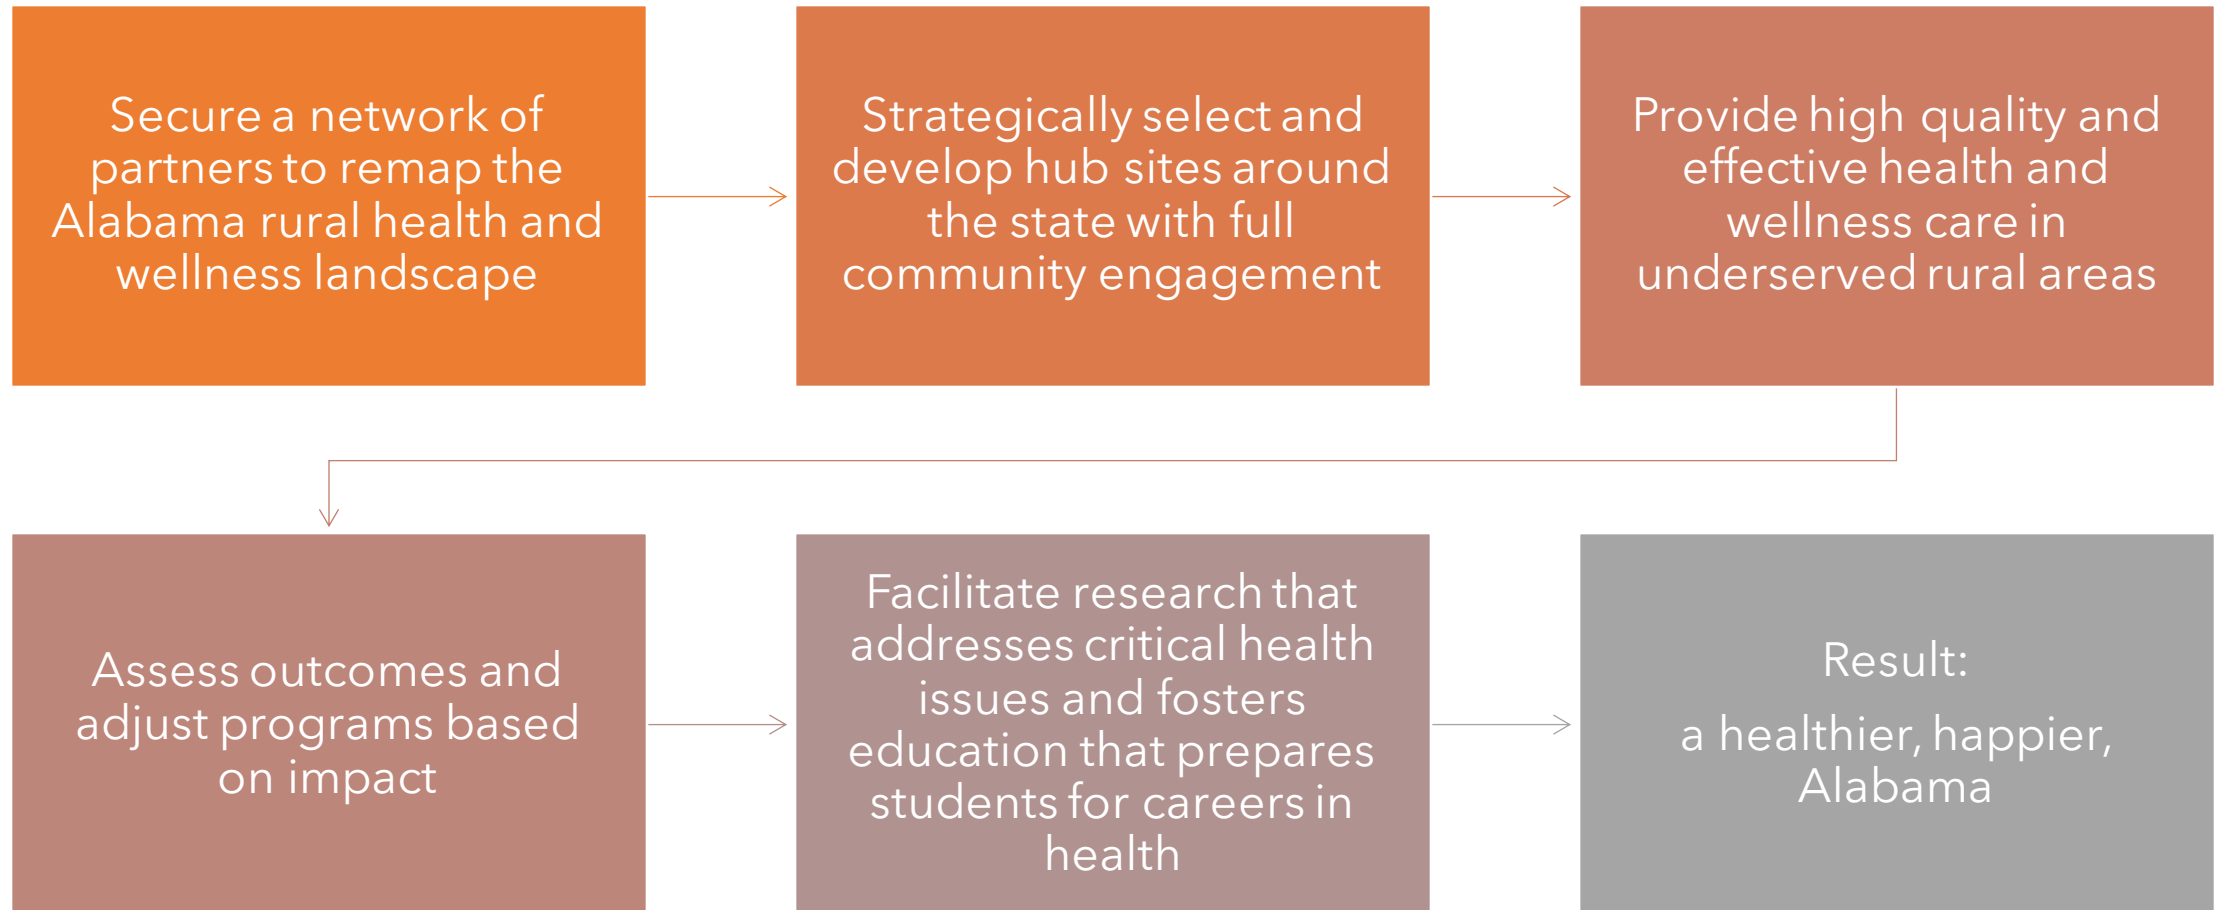 Secure a network of
partners to remap the
Alabama rural health and
wellness landscape
Strategically select and
develop hub sites around
the state with full
community engagement
Provide high quality and
effective health and
wellness care in
underserved rural areas
Assess outcomes and
adjust programs based
on impact
Facilitate research that
addresses critical health
issues and fosters
education that prepares
students for careers in
health
Result:
a healthier, happier,
Alabama